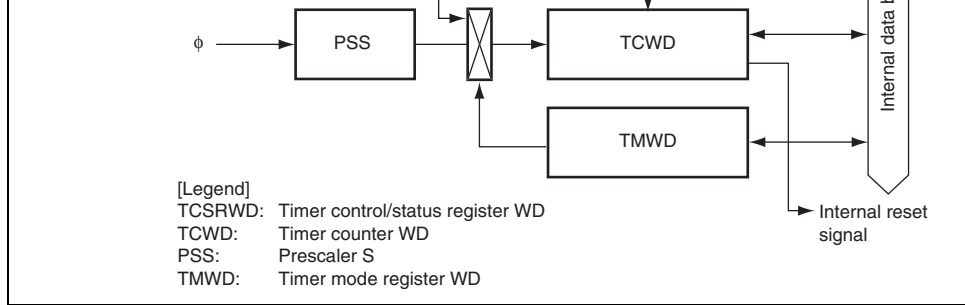 φ
PSS
TCWD
Internal data
TMWD
[Legend]
TCSRWD: Timer control/status register WD
TCWD: Timer counter WD
PSS: Prescaler S
TMWD: Timer mode register WD
Internal reset
signal